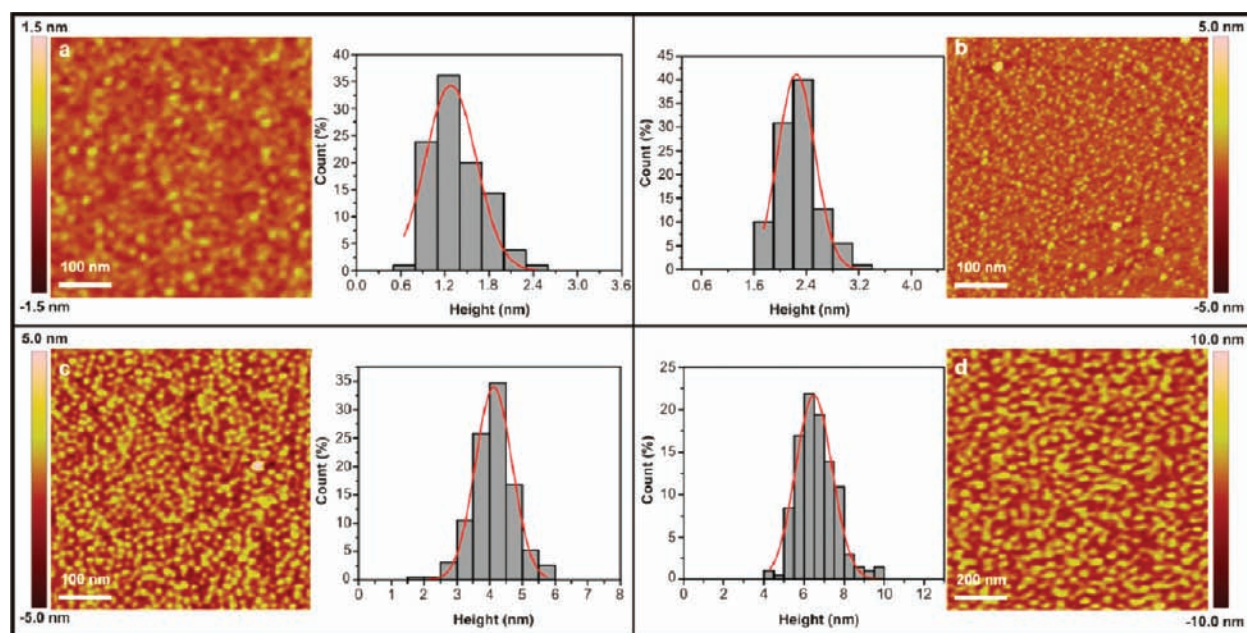 1.5 nm
a
100 nm
-1.5 nm
40
35
30
25
20
15
10
5
0
Count (%)
0.6 1.2 1.8 2.4 3.0 3.6
Height (nm)
45
40
35
30
25
20
15
10
5
0
Count (%)
0.6 1.6 2.4 3.2 4.0
Height (nm)
5.0 nm
b
100 nm
-5.0 nm
5.0 nm
c
100 nm
-5.0 nm
35
30
25
20
15
10
5
0
Count (%)
0 1 2 3 4 5 6 7 8
Height (nm)
25
20
15
10
5
0
Count (%)
0 2 4 6 8 10 12
Height (nm)
10.0 nm
d
200 nm
-10.0 nm